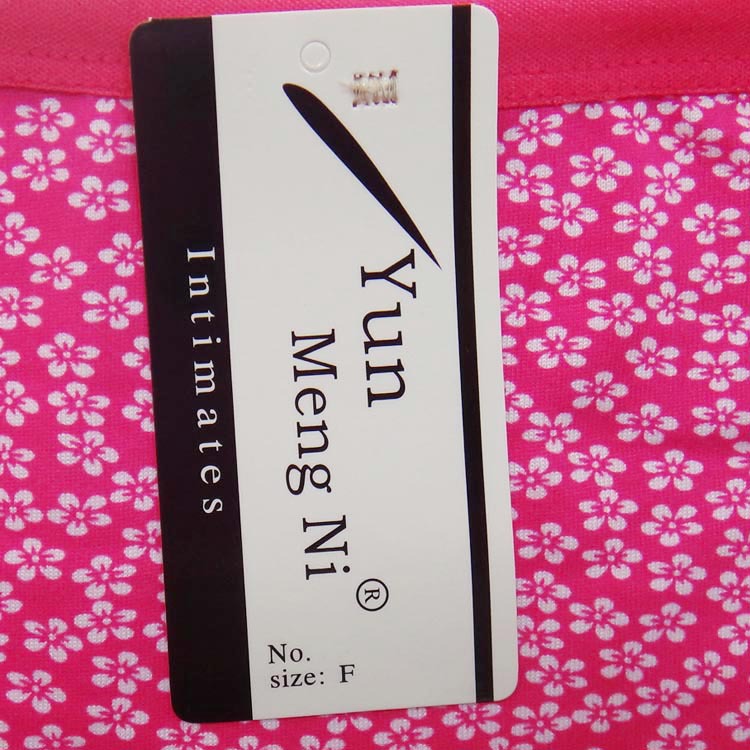 Intimates
Yun
Meng Ni®
No.
size: F